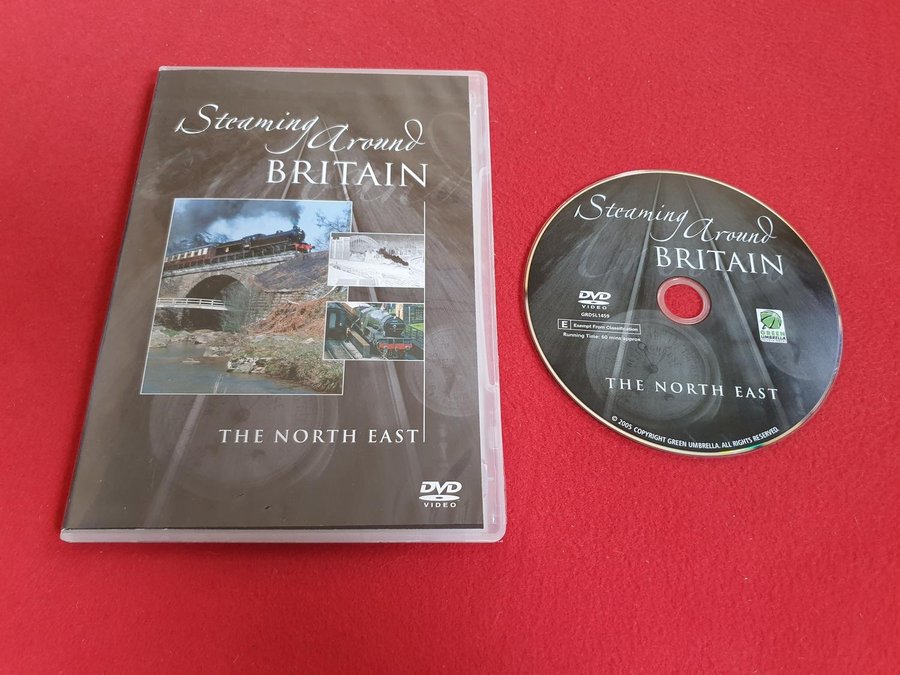 Steaming Around
BRITAIN
THE NORTH EAST
DVD
VIDEO
Steaming Around
BRITAIN
DVD
VIDEO
GRDSL1459
E Exempt From Classification
Running Time: 60 mins approx
GREEN
UMBRELLA
THE NORTH EAST
© 2005 COPYRIGHT GREEN UMBRELLA. ALL RIGHTS RESERVED.